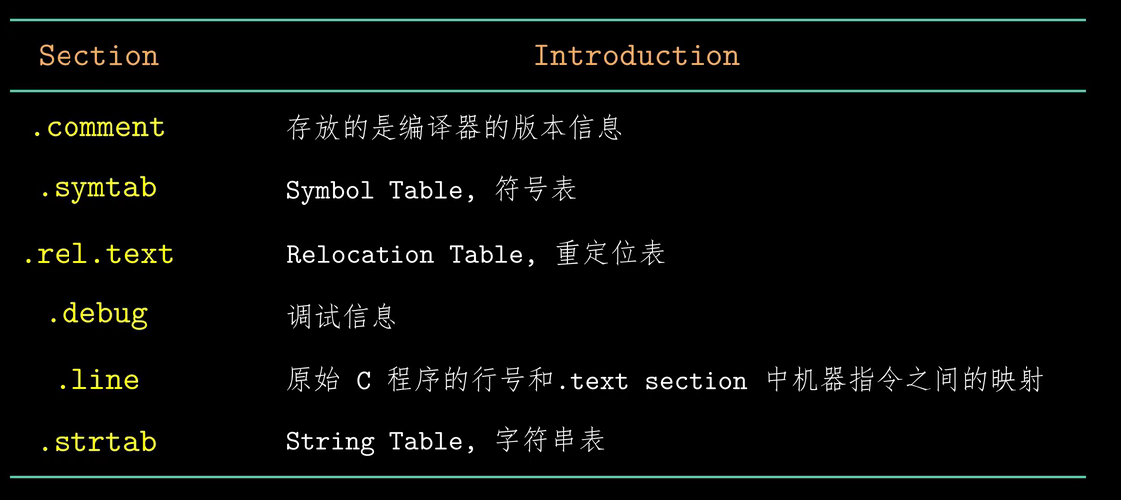 Section Introduction
.comment 存放的是编译器的版本信息
.symtab Symbol Table, 符号表
.rel.text Relocation Table, 重定位表
.debug 调试信息
.line 原始 C 程序的行号和.text section 中机器指令之间的映射
.strtab String Table, 字符串表